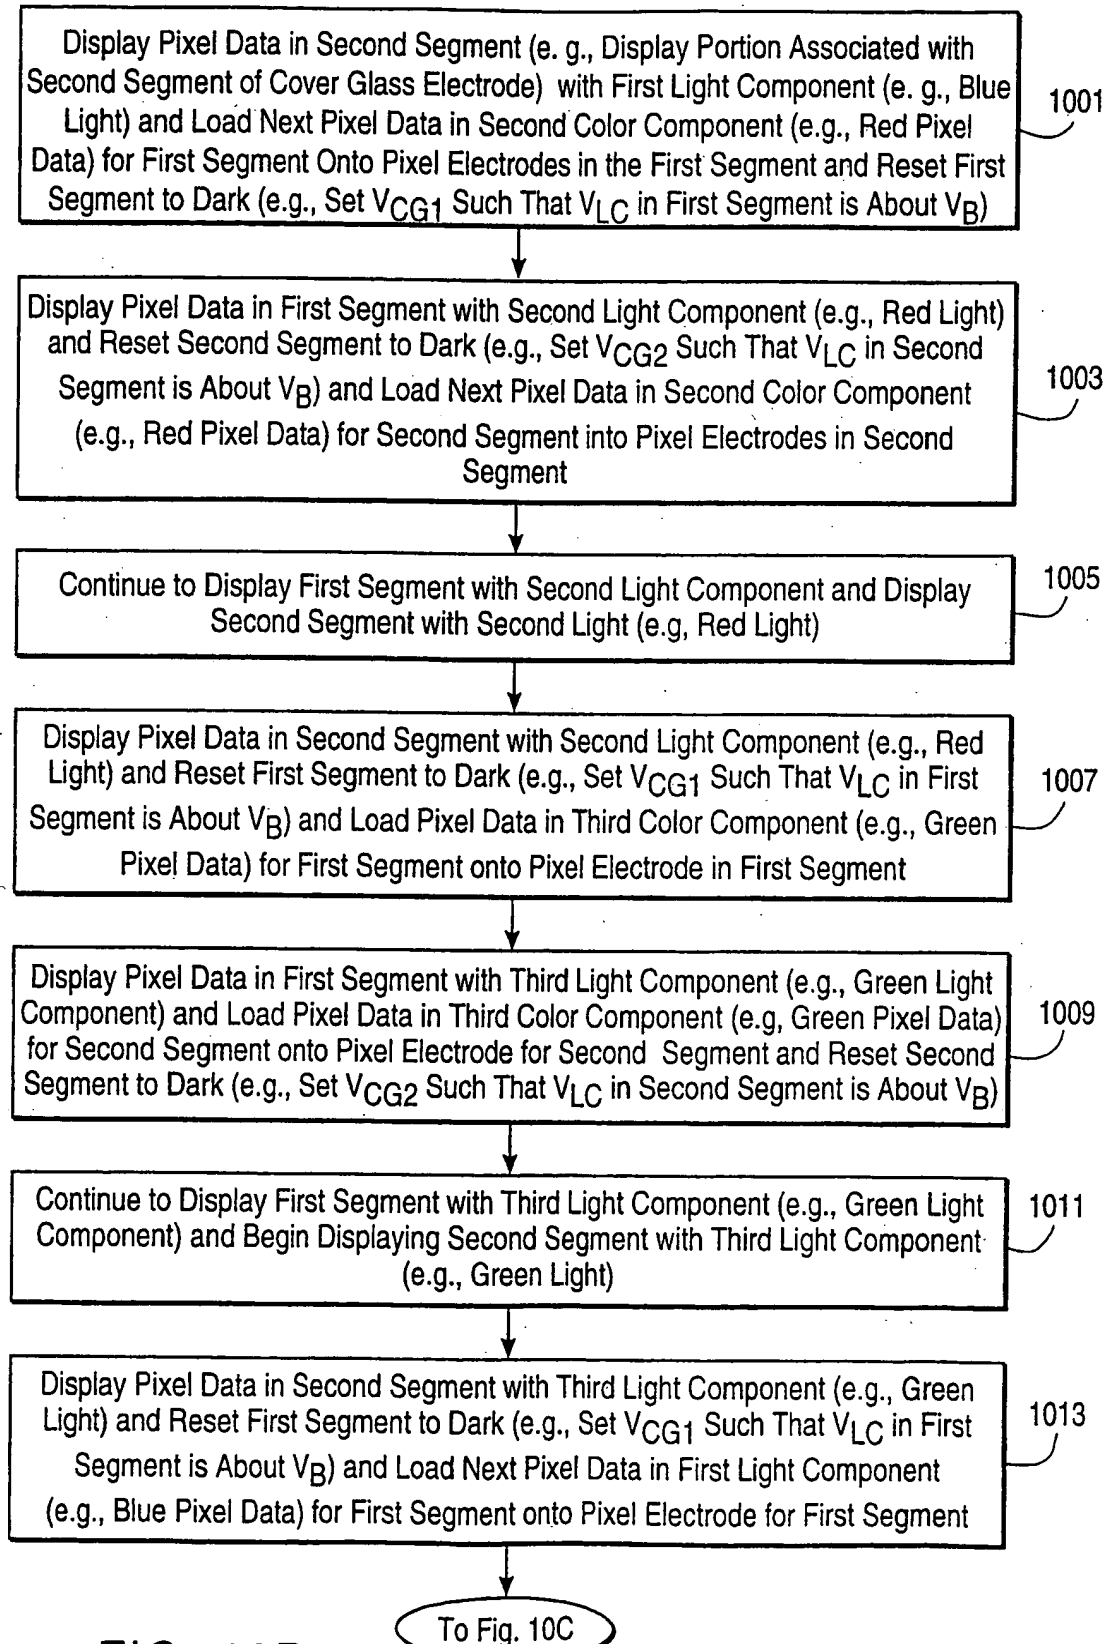 Display Pixel Data in Second Segment (e. g., Display Portion Associated with
Second Segment of Cover Glass Electrode) with First Light Component (e. g., Blue
Light) and Load Next Pixel Data in Second Color Component (e.g., Red Pixel
Data) for First Segment Onto Pixel Electrodes in the First Segment and Reset First
Segment to Dark (e.g., Set VCG1 Such That VLC in First Segment is About VB)
1001
Display Pixel Data in First Segment with Second Light Component (e.g., Red Light)
and Reset Second Segment to Dark (e.g., Set VCG2 Such That VLC in Second
Segment is About VB) and Load Next Pixel Data in Second Color Component
(e.g., Red Pixel Data) for Second Segment into Pixel Electrodes in Second
Segment
1003
Continue to Display First Segment with Second Light Component and Display
Second Segment with Second Light (e.g, Red Light)
1005
Display Pixel Data in Second Segment with Second Light Component (e.g., Red
Light) and Reset First Segment to Dark (e.g., Set VCG1 Such That VLC in First
Segment is About VB) and Load Pixel Data in Third Color Component (e.g., Green
Pixel Data) for First Segment onto Pixel Electrode in First Segment
1007
Display Pixel Data in First Segment with Third Light Component (e.g., Green Light
Component) and Load Pixel Data in Third Color Component (e.g, Green Pixel Data)
for Second Segment onto Pixel Electrode for Second Segment and Reset Second
Segment to Dark (e.g., Set VCG2 Such That VLC in Second Segment is About VB)
1009
Continue to Display First Segment with Third Light Component (e.g., Green Light
Component) and Begin Displaying Second Segment with Third Light Component
(e.g., Green Light)
1011
Display Pixel Data in Second Segment with Third Light Component (e.g., Green
Light) and Reset First Segment to Dark (e.g., Set VCG1 Such That VLC in First
Segment is About VB) and Load Next Pixel Data in First Light Component
(e.g., Blue Pixel Data) for First Segment onto Pixel Electrode for First Segment
1013
To Fig. 10C